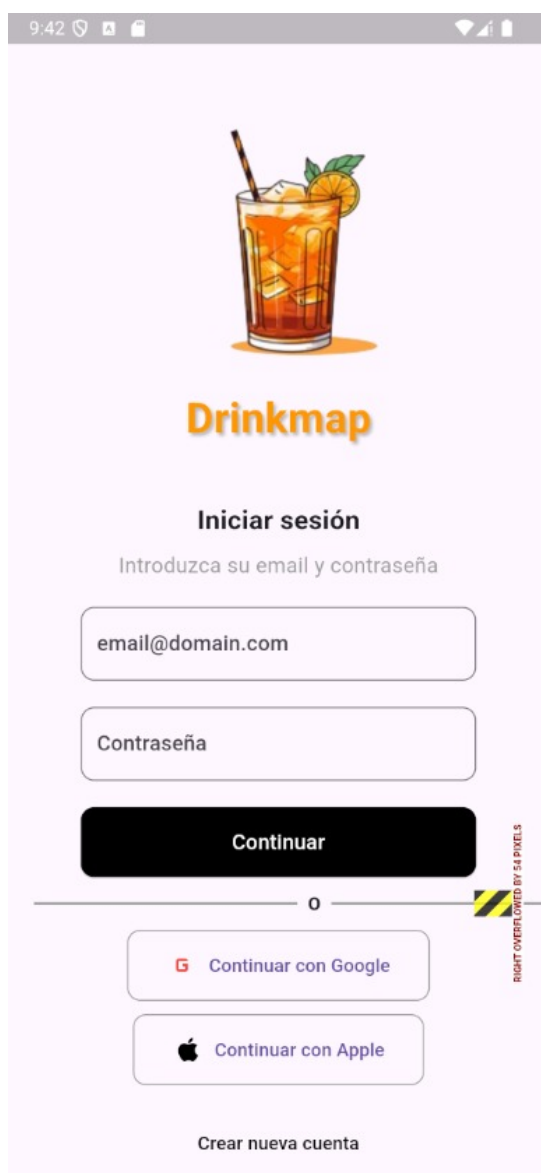 9:42
Drinkmap
Iniciar sesión
Introduzca su email y contraseña
email@domain.com
Contraseña
Continuar
RIGHT OVERFLOWED BY 54 PIXELS
o
G Continuar con Google
Continuar con Apple
Crear nueva cuenta